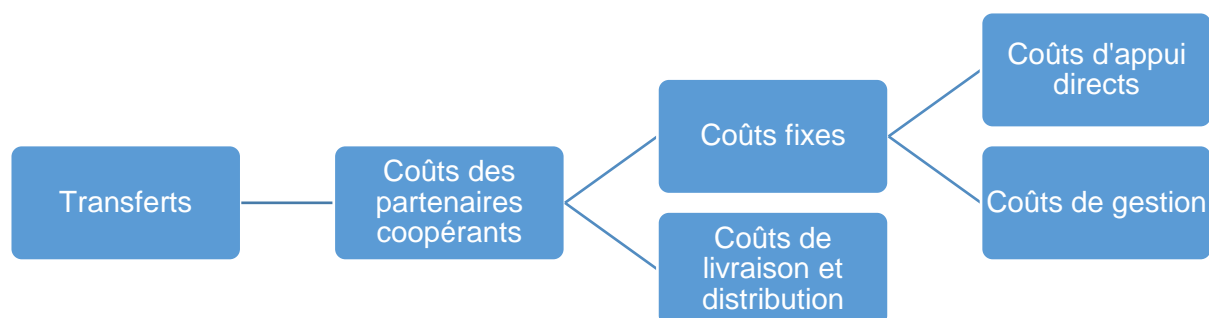 Transferts
Coûts des
partenaires
coopérants
Coûts fixes
Coûts de
livraison et
distribution
Coûts d'appui
directs
Coûts de gestion